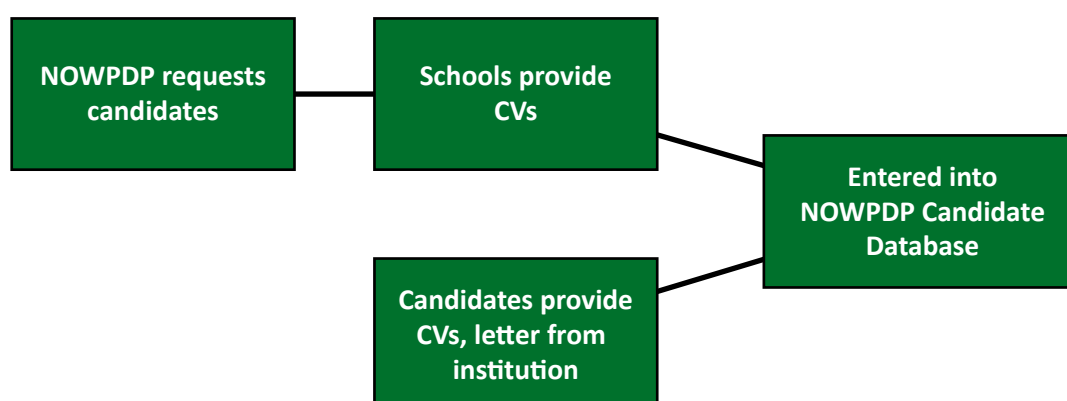 NOWPDP requests
candidates
Schools provide
CVs
Entered into
NOWPDP Candidate
Database
Candidates provide
CVs, letter from
institution